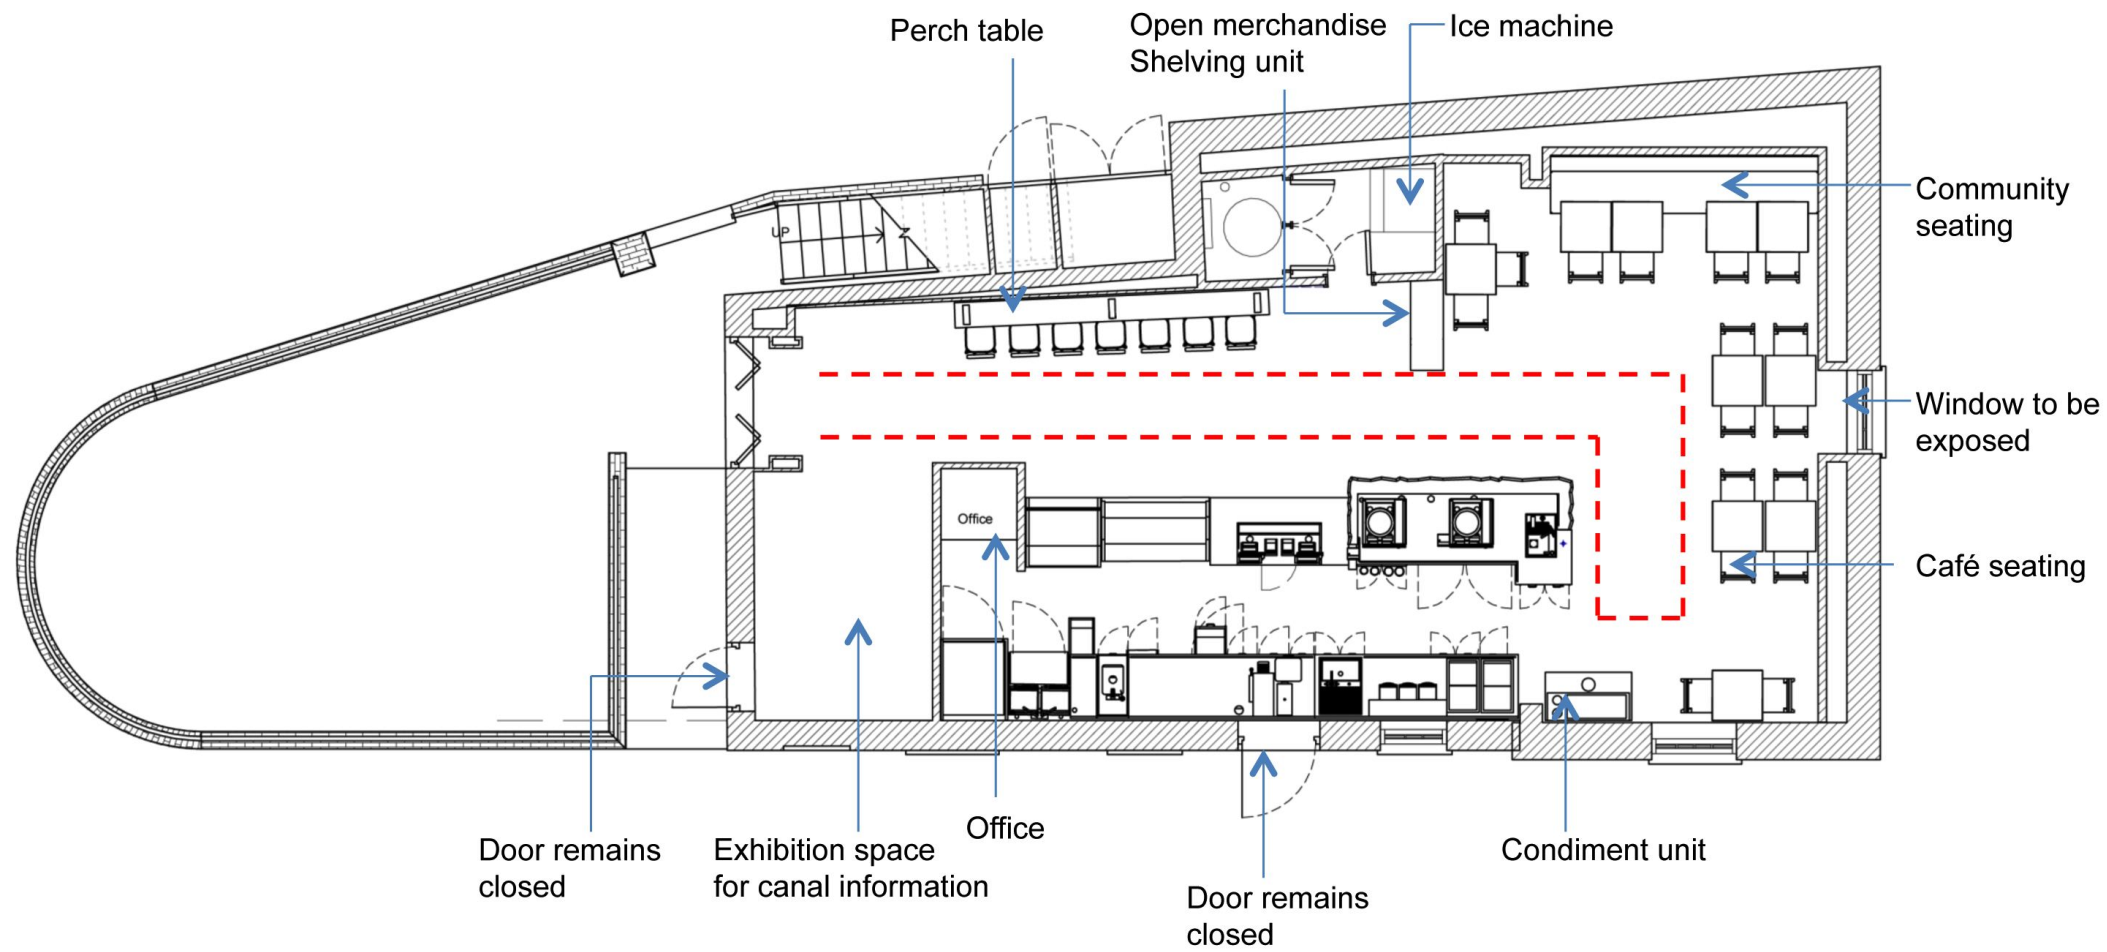 Perch table
Open merchandise
Shelving unit
Ice machine
Community
seating
UP
Window to be
exposed
Office
Café seating
Office
Door remains
closed
Exhibition space
for canal information
Condiment unit
Door remains
closed